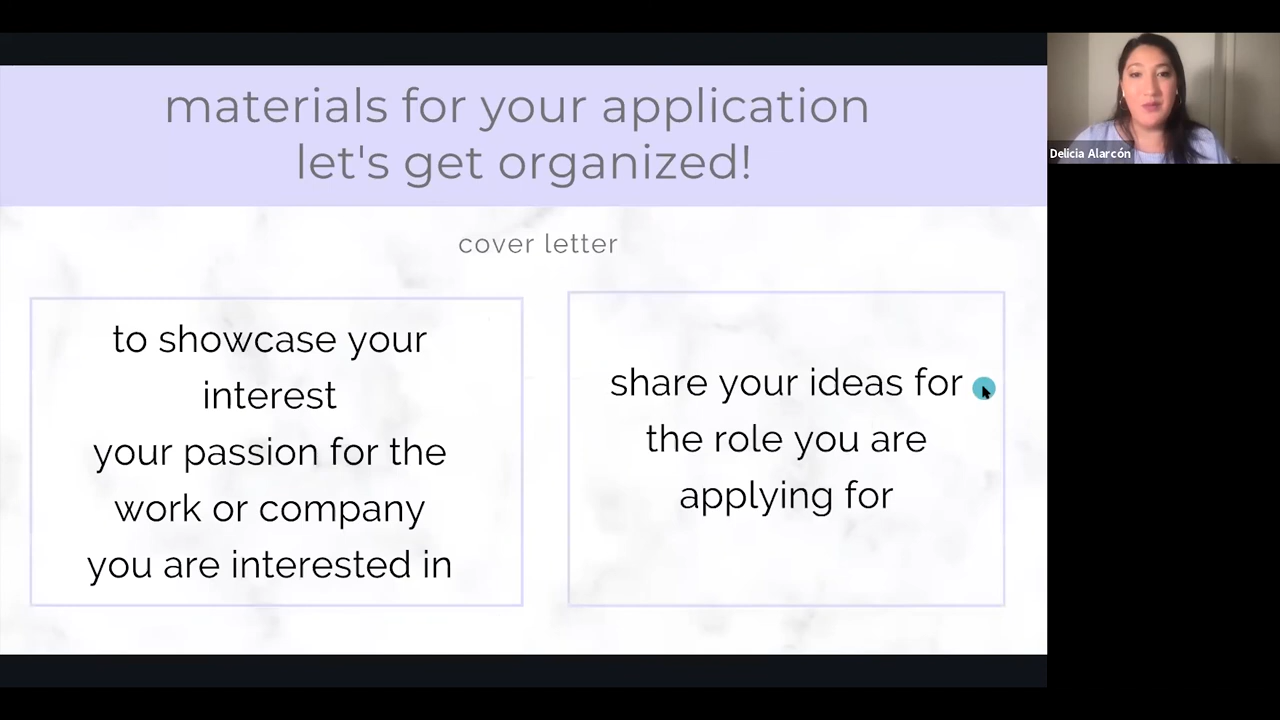 materials for your application
let's get organized!
cover letter
to showcase your
interest
your passion for the
work or company
you are interested in
share your ideas for
the role you are
applying for
Delicia Alarcón